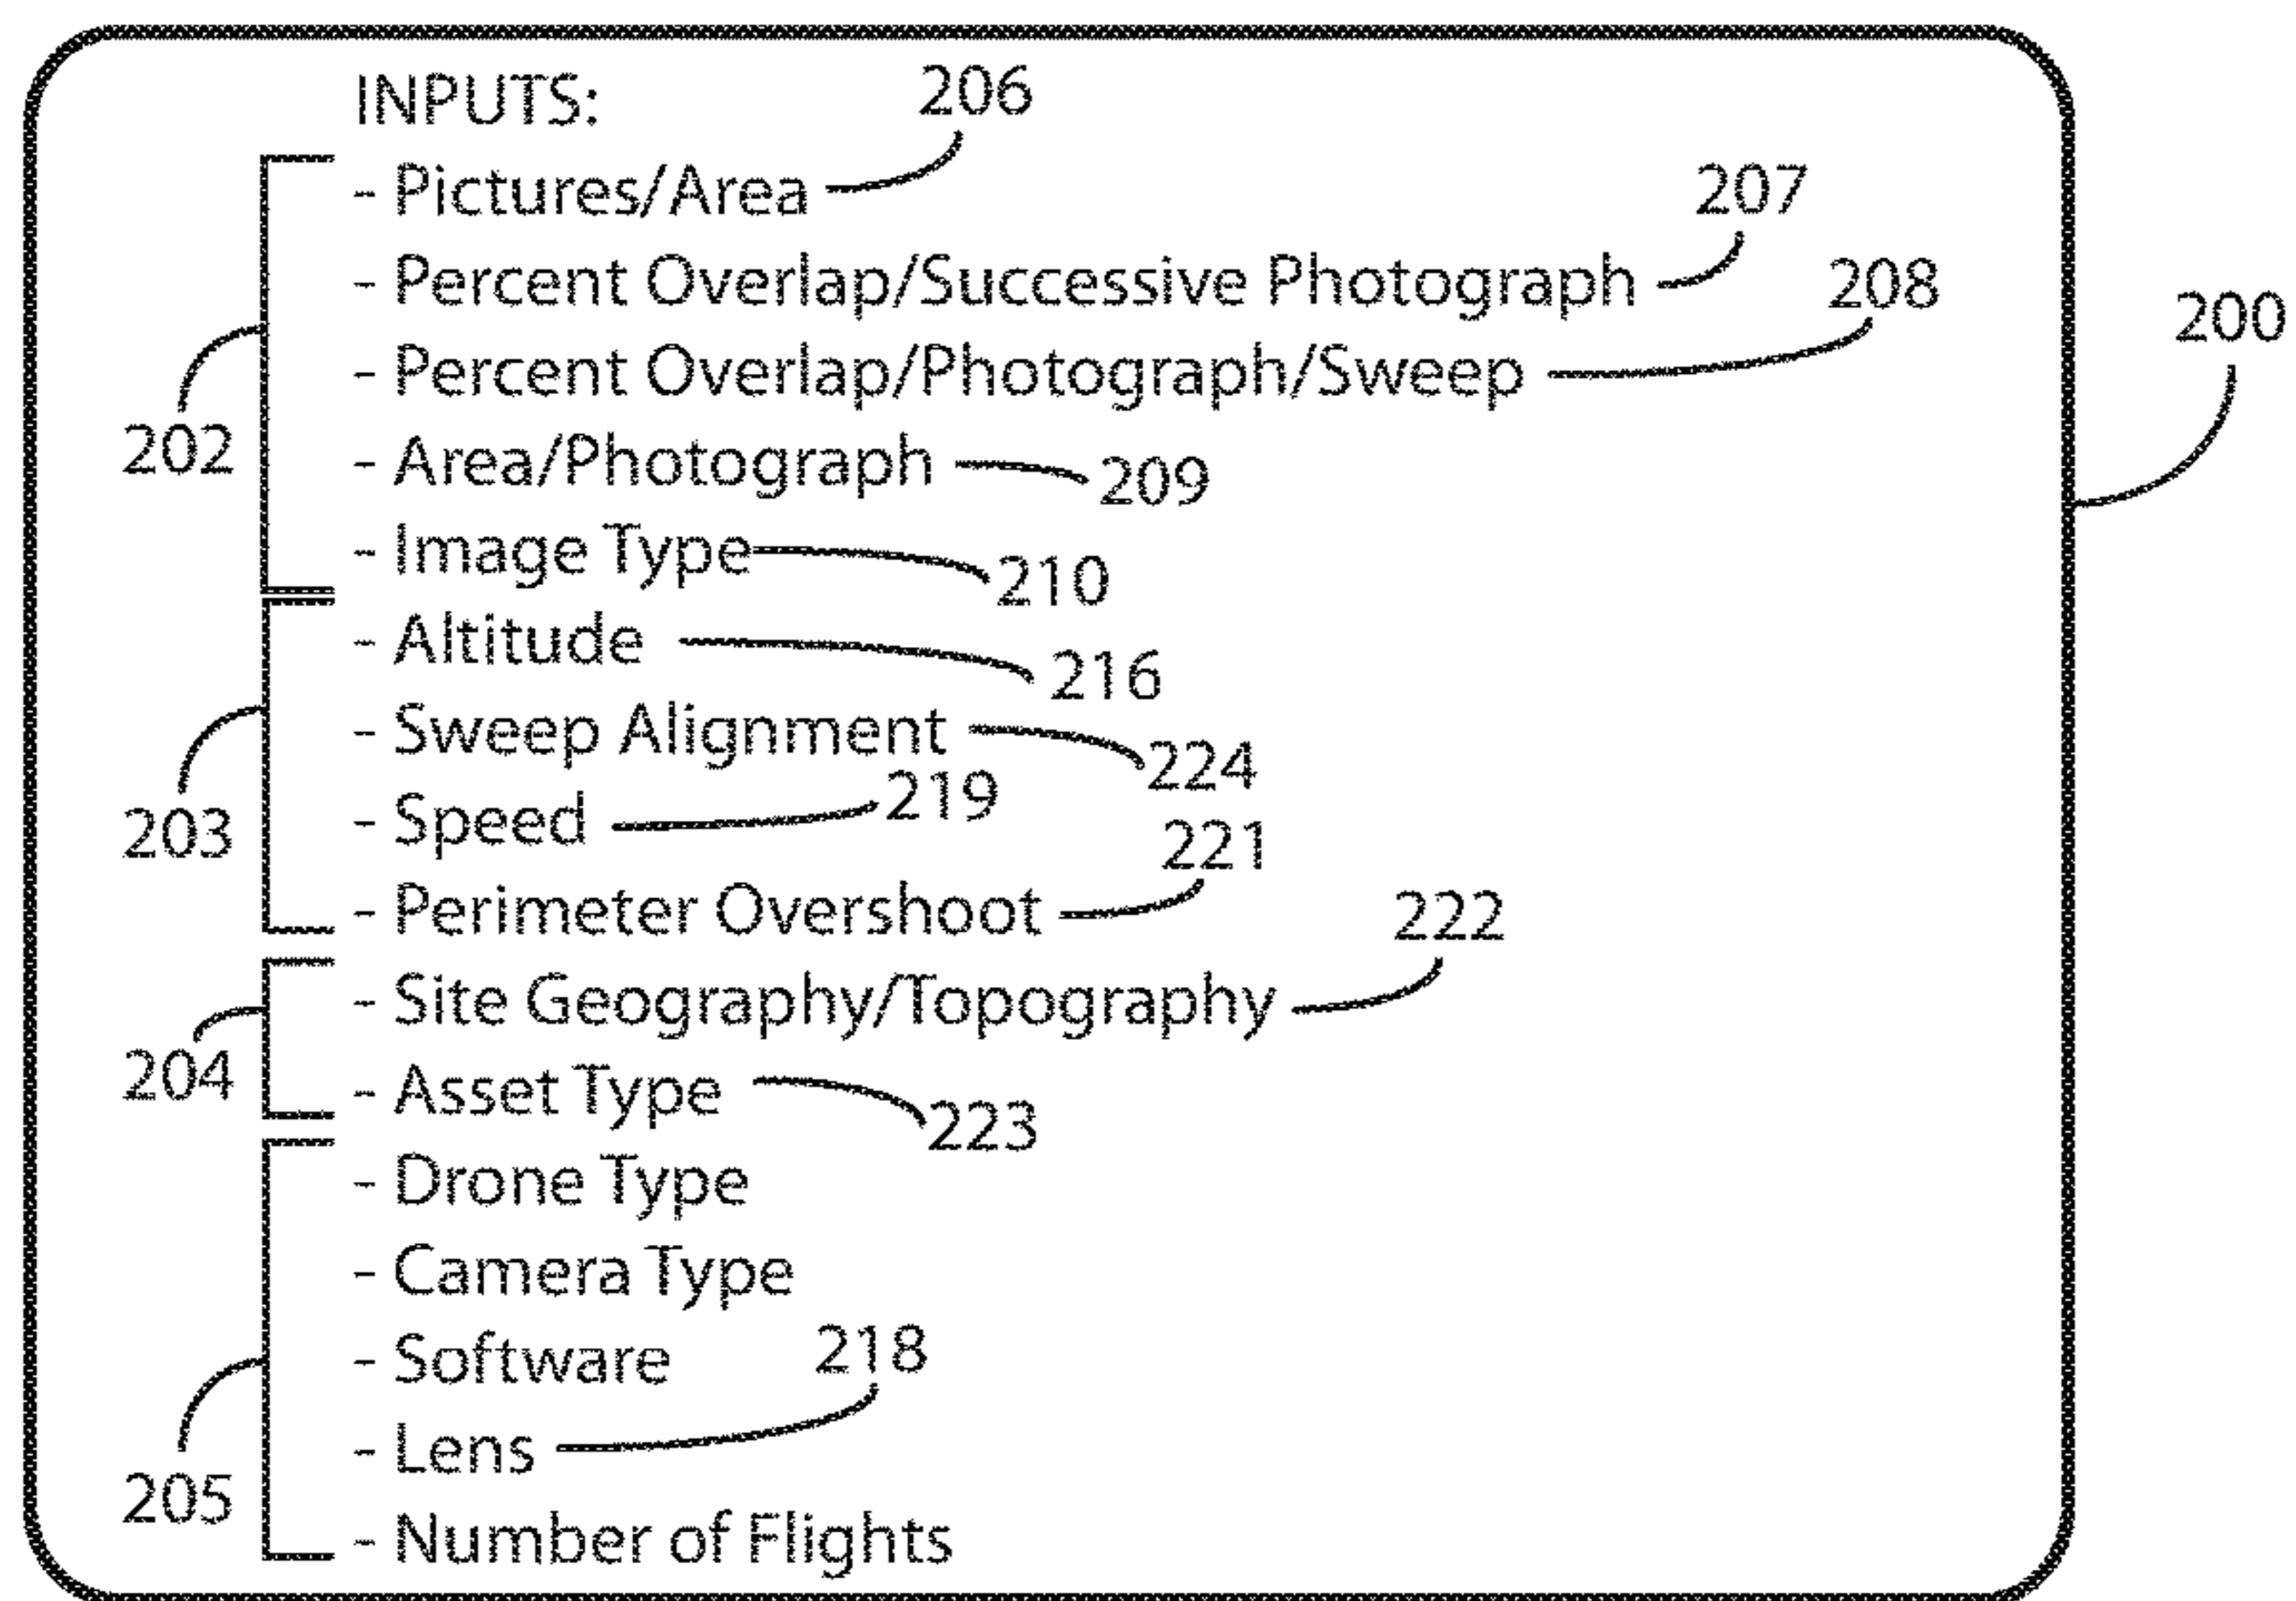 INPUTS: 206
- Pictures/Area 207
- Percent Overlap/Successive Photograph 208
200
- Percent Overlap/Photograph/Sweep
202 - Area/Photograph 209
- Image Type 210
- Altitude 216
- Sweep Alignment 224
203 - Speed 219
221
- Perimeter Overshoot 222
- Site Geography/Topography
204 - Asset Type 223
- Drone Type
- Camera Type
- Software 218
- Lens
205
- Number of Flights